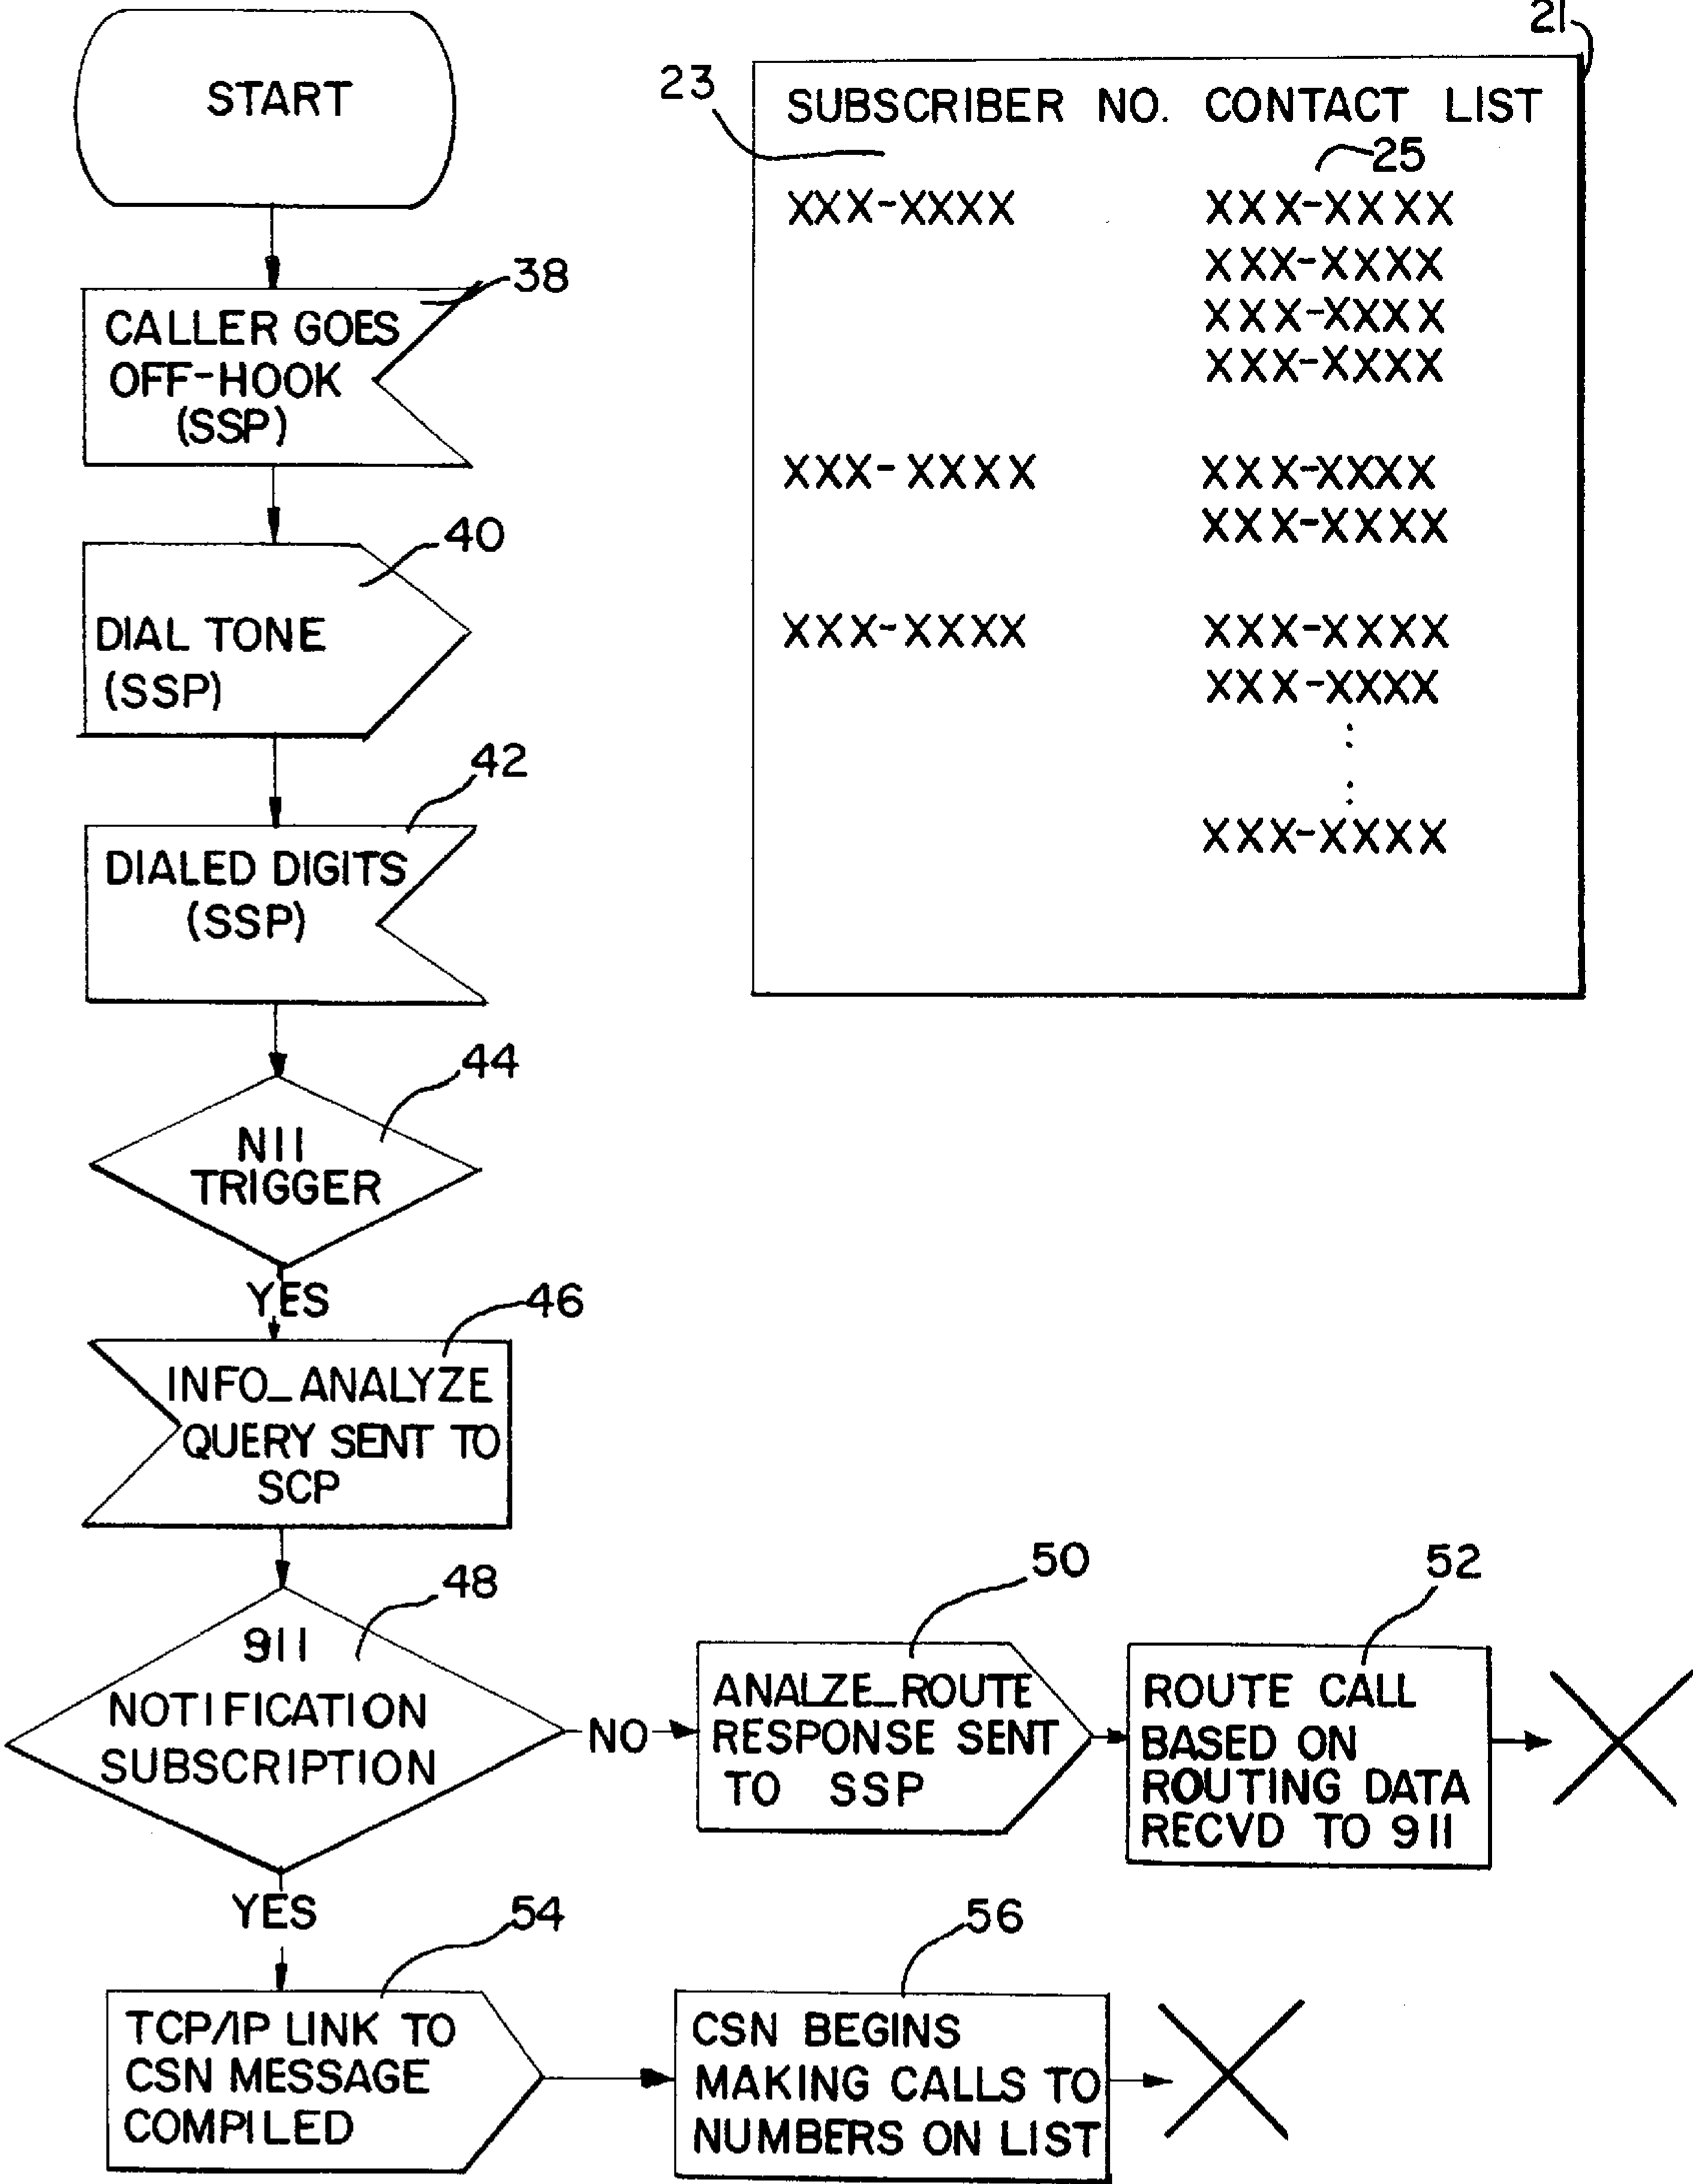 START
38
CALLER GOES
OFF-HOOK
(SSP)
40
DIAL TONE
(SSP)
42
DIALED DIGITS
(SSP)
44
N11
TRIGGER
YES
46
INFO_ANALYZE
QUERY SENT TO
SCP
48
911
NOTIFICATION
SUBSCRIPTION
NO
50
ANALZE_ROUTE
RESPONSE SENT
TO SSP
52
ROUTE CALL
BASED ON
ROUTING DATA
RECVD TO 911
YES
54
TCP/IP LINK TO
CSN MESSAGE
COMPILED
56
CSN BEGINS
MAKING CALLS TO
NUMBERS ON LIST
21
23
SUBSCRIBER NO. CONTACT LIST
25
XXX-XXXX XXX-XXXX
XXX-XXXX
XXX-XXXX
XXX-XXXX
XXX-XXXX XXX-XXXX
XXX-XXXX
XXX-XXXX XXX-XXXX
XXX-XXXX
:
:
XXX-XXXX